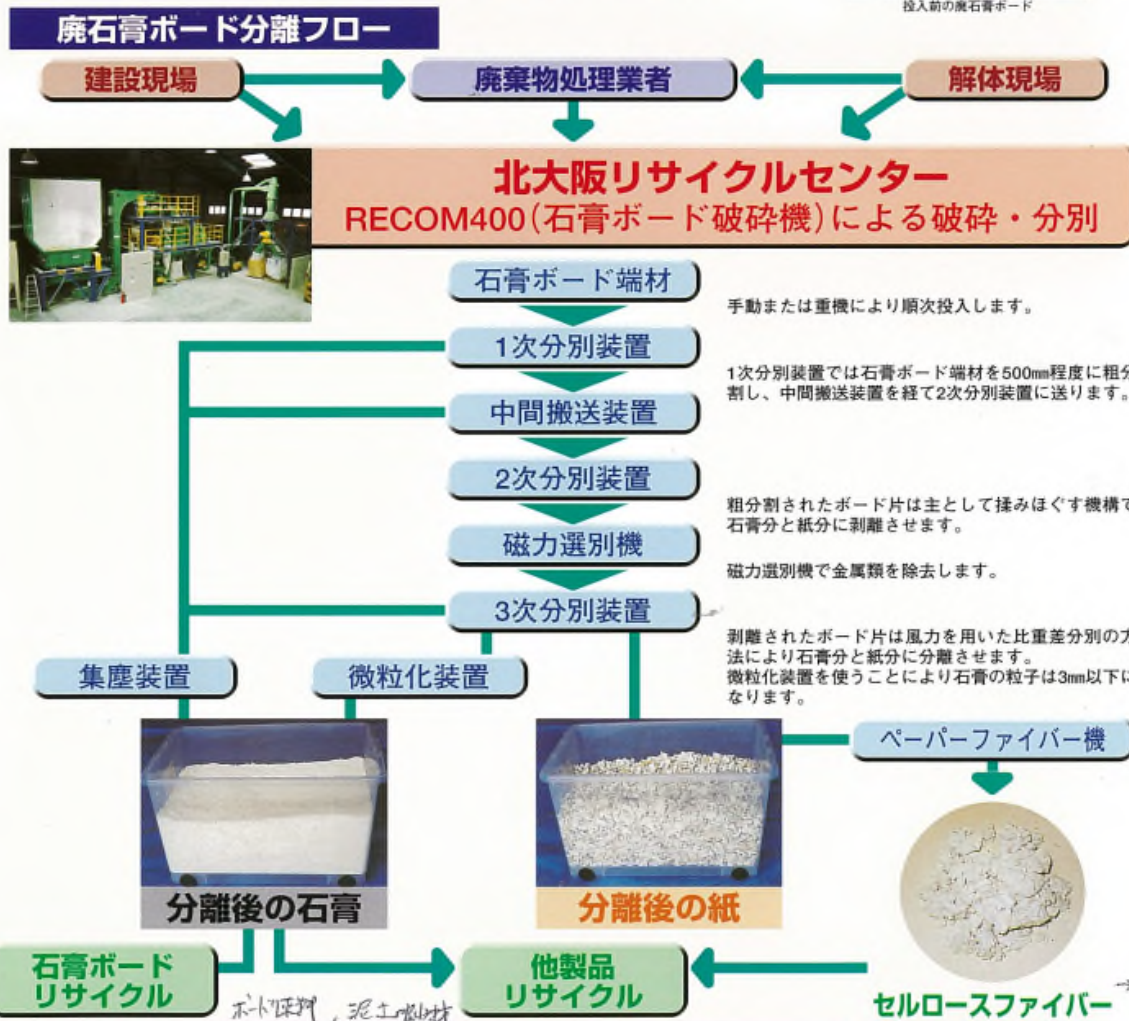 投入前の廃石膏ボード
廃石膏ボード分離フロー
建設現場
廃棄物処理業者
解体現場
北大阪リサイクルセンター
RECOM400(石膏ボード破砕機)による破砕・分別
石膏ボード端材
手動または重機により順次投入します。
1次分別装置
1次分別装置では石膏ボード端材を500㎜程度に粗分
割し、中間搬送装置を経て2次分別装置に送ります。
中間搬送装置
2次分別装置
粗分割されたボード片は主として揉みほぐす機構で
石膏分と紙分に剥離させます。
磁力選別機
磁力選別機で金属類を除去します。
3次分別装置
剥離されたボード片は風力を用いた比重差分別の方
法により石膏分と紙分に分離させます。
微粒化装置を使うことにより石膏の粒子は3㎜以下に
なります。
集塵装置
微粒化装置
ペーパーファイバー機
分離後の石膏
分離後の紙
石膏ボード
リサイクル
他製品
リサイクル
セルロースファイバー
ボード原料、泥土